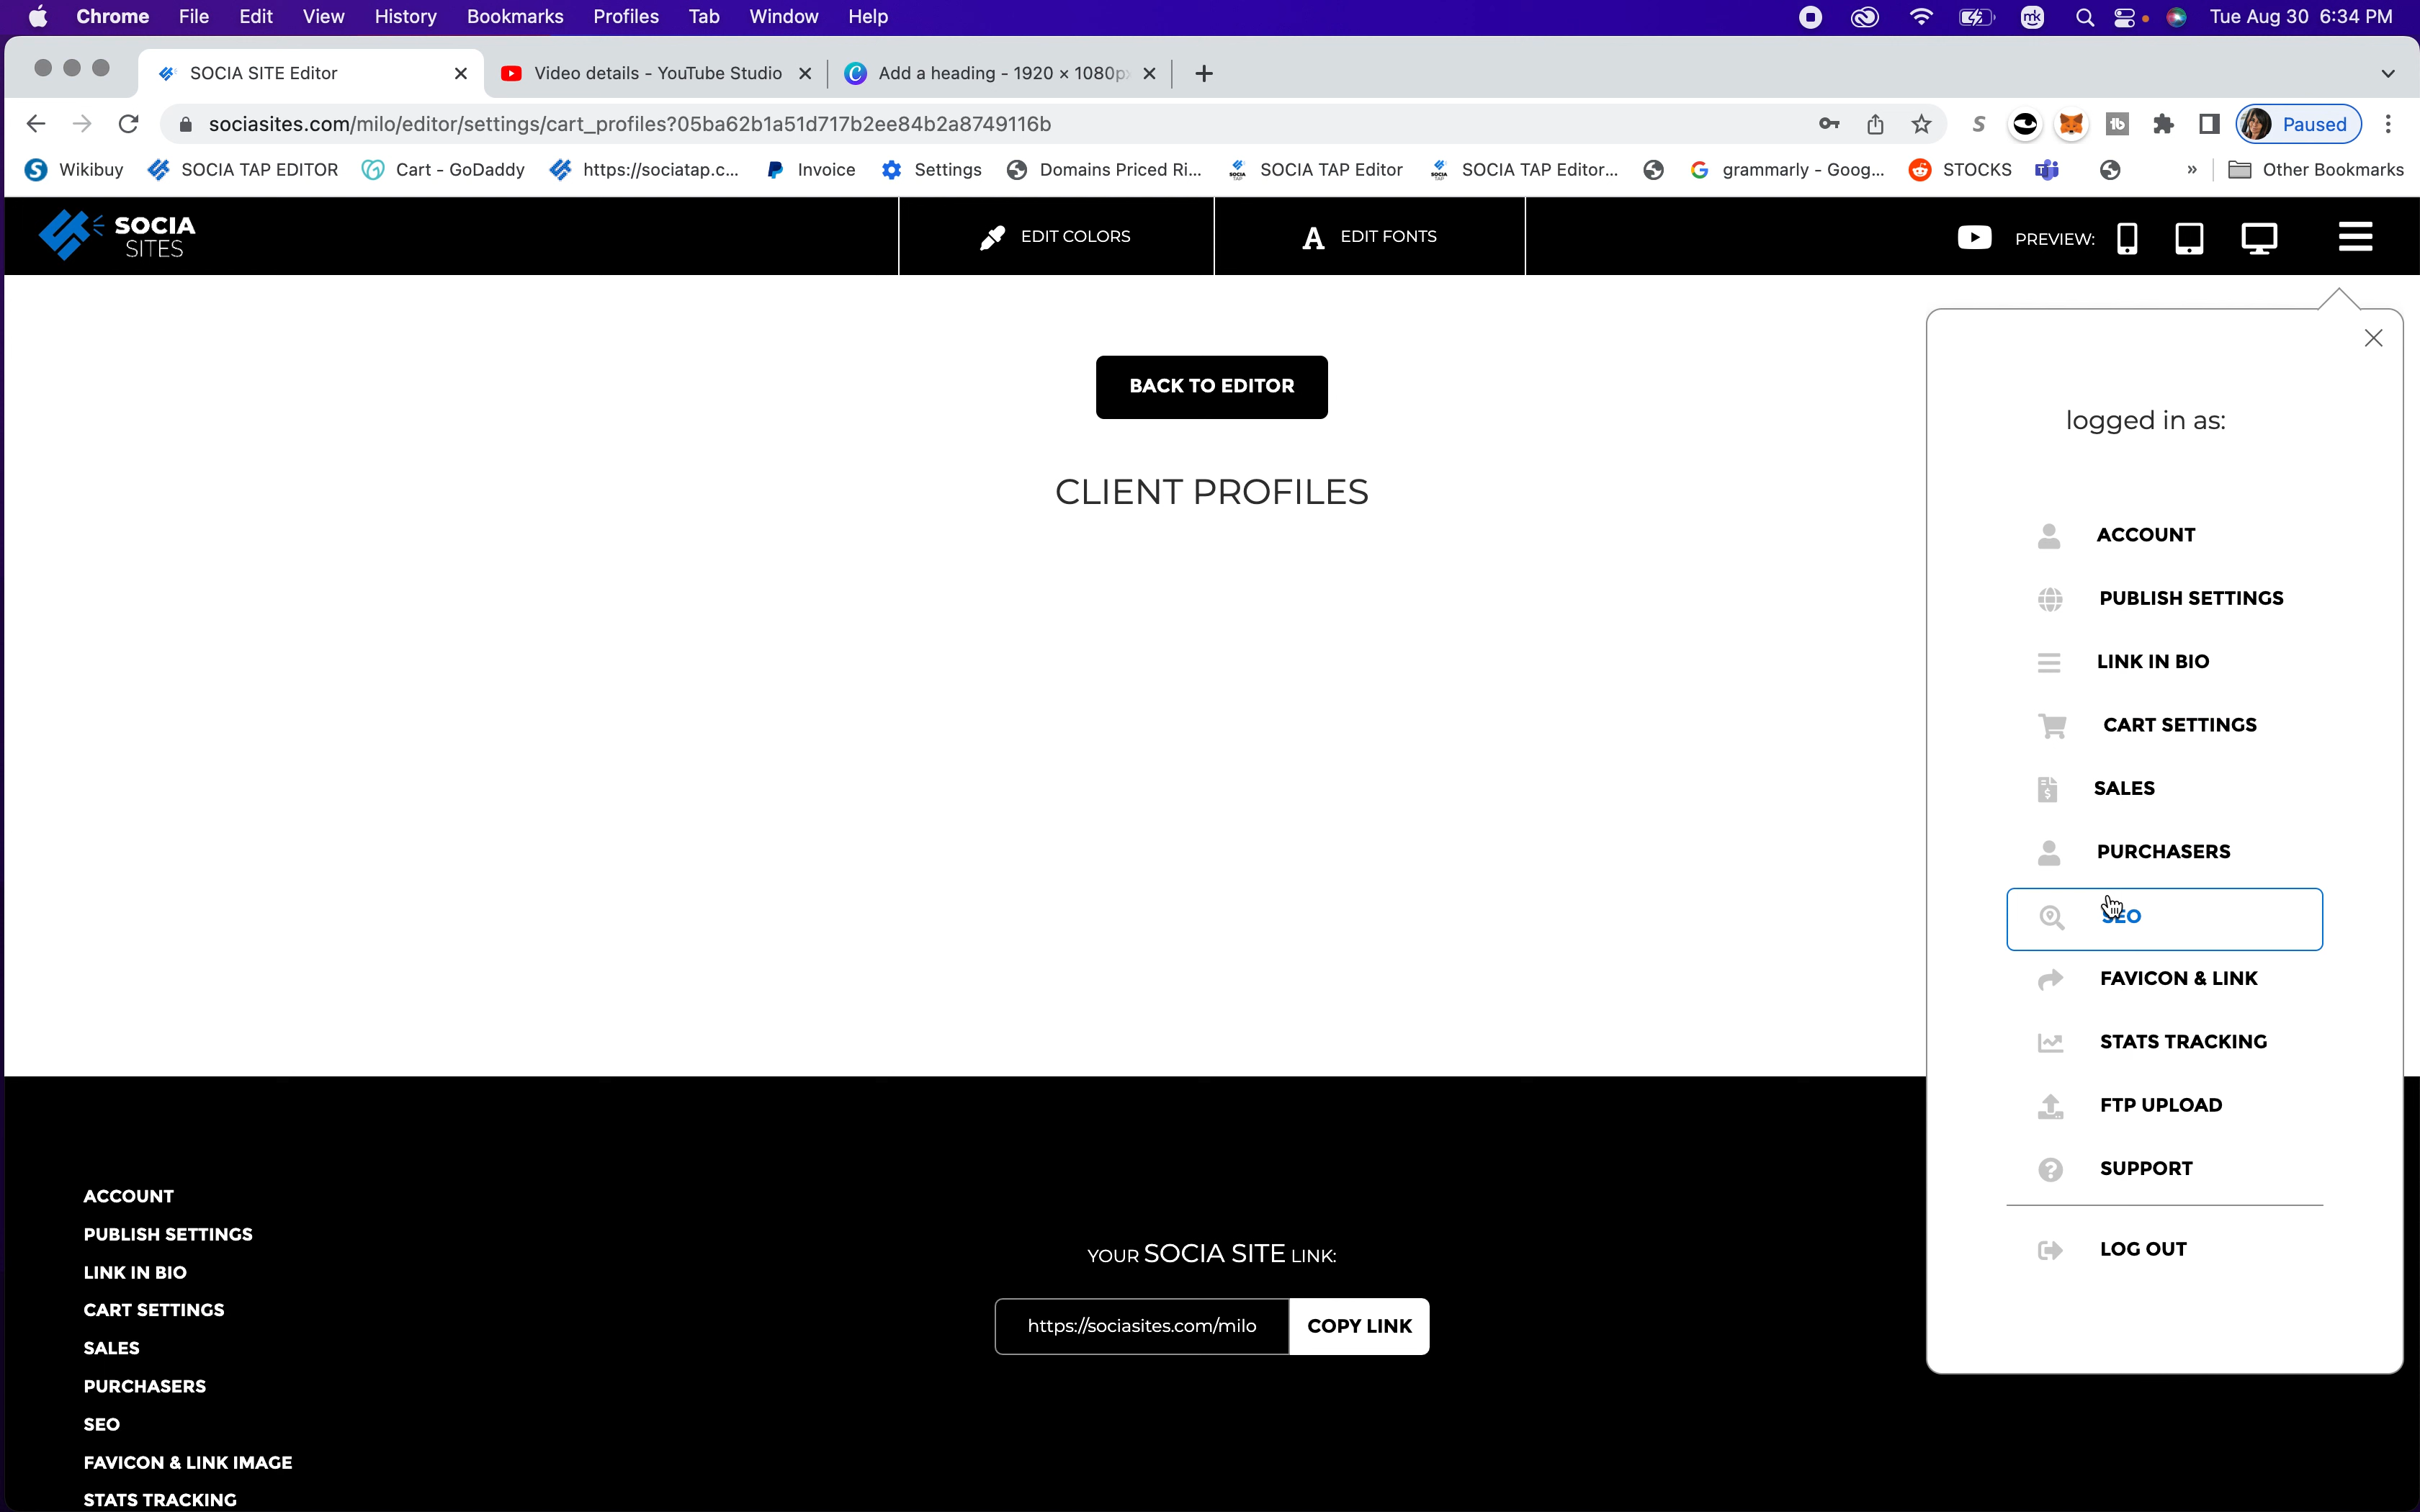 Chrome File Edit View History Bookmarks Profiles Tab Window Help mk Tue Aug 30 6:34 PM
SOCIA SITE Editor Video details - YouTube Studio Add a heading - 1920 × 1080p
sociasites.com/milo/editor/settings/cart_profiles?05ba62b1a51d717b2ee84b2a8749116b S tb Paused
Wikibuy SOCIA TAP EDITOR Cart - GoDaddy https://sociatap.c... Invoice Settings Domains Priced Ri... SOCIA TAP Editor SOCIA TAP Editor... grammarly - Goog... STOCKS » Other Bookmarks
SOCIA
SITES
EDIT COLORS
A EDIT FONTS
PREVIEW:
BACK TO EDITOR
CLIENT PROFILES
logged in as:
ACCOUNT
PUBLISH SETTINGS
LINK IN BIO
CART SETTINGS
SALES
PURCHASERS
SEO
FAVICON & LINK
STATS TRACKING
FTP UPLOAD
SUPPORT
LOG OUT
ACCOUNT
PUBLISH SETTINGS
LINK IN BIO
CART SETTINGS
SALES
PURCHASERS
SEO
FAVICON & LINK IMAGE
STATS TRACKING
YOUR SOCIA SITE LINK:
https://sociasites.com/milo COPY LINK